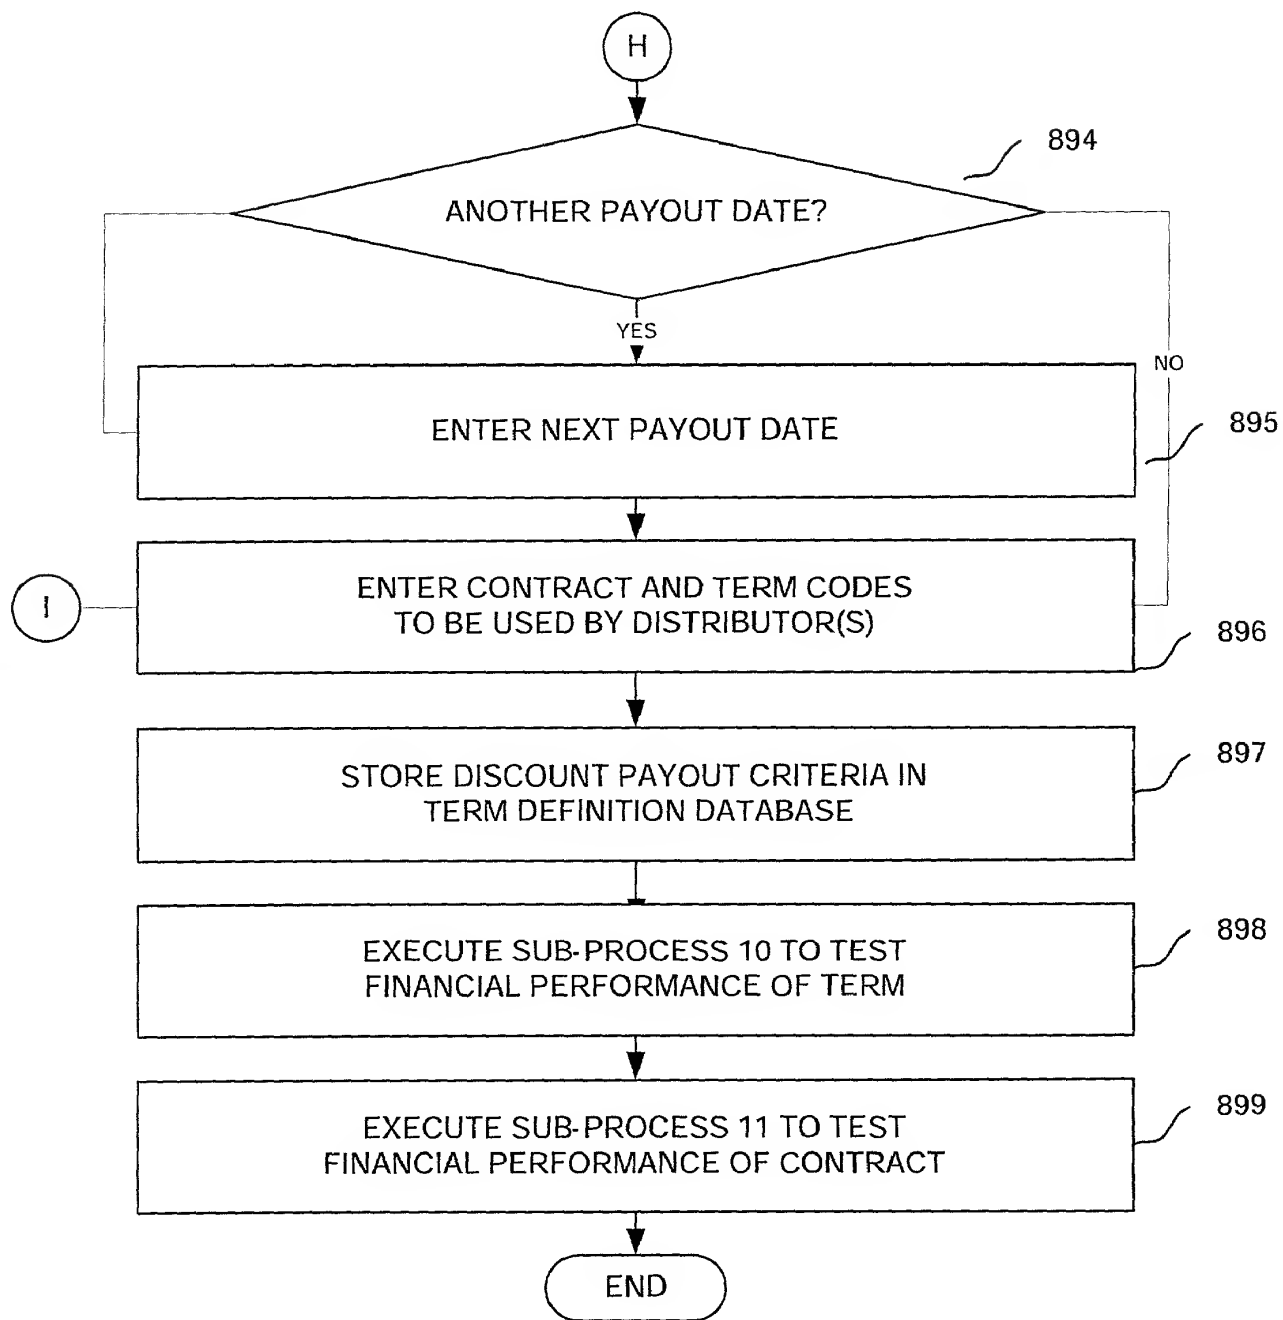 H
894
ANOTHER PAYOUT DATE?
YES
NO
ENTER NEXT PAYOUT DATE
895
I
ENTER CONTRACT AND TERM CODES
TO BE USED BY DISTRIBUTOR(S)
896
897
STORE DISCOUNT PAYOUT CRITERIA IN
TERM DEFINITION DATABASE
898
EXECUTE SUB-PROCESS 10 TO TEST
FINANCIAL PERFORMANCE OF TERM
899
EXECUTE SUB-PROCESS 11 TO TEST
FINANCIAL PERFORMANCE OF CONTRACT
END